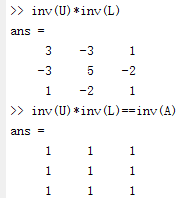 >> inv(U)*inv(L)
ans =
3 -3 1
-3 5 -2
1 -2 1
>> inv(U)*inv(L)==inv(A)
ans =
1 1 1
1 1 1
1 1 1